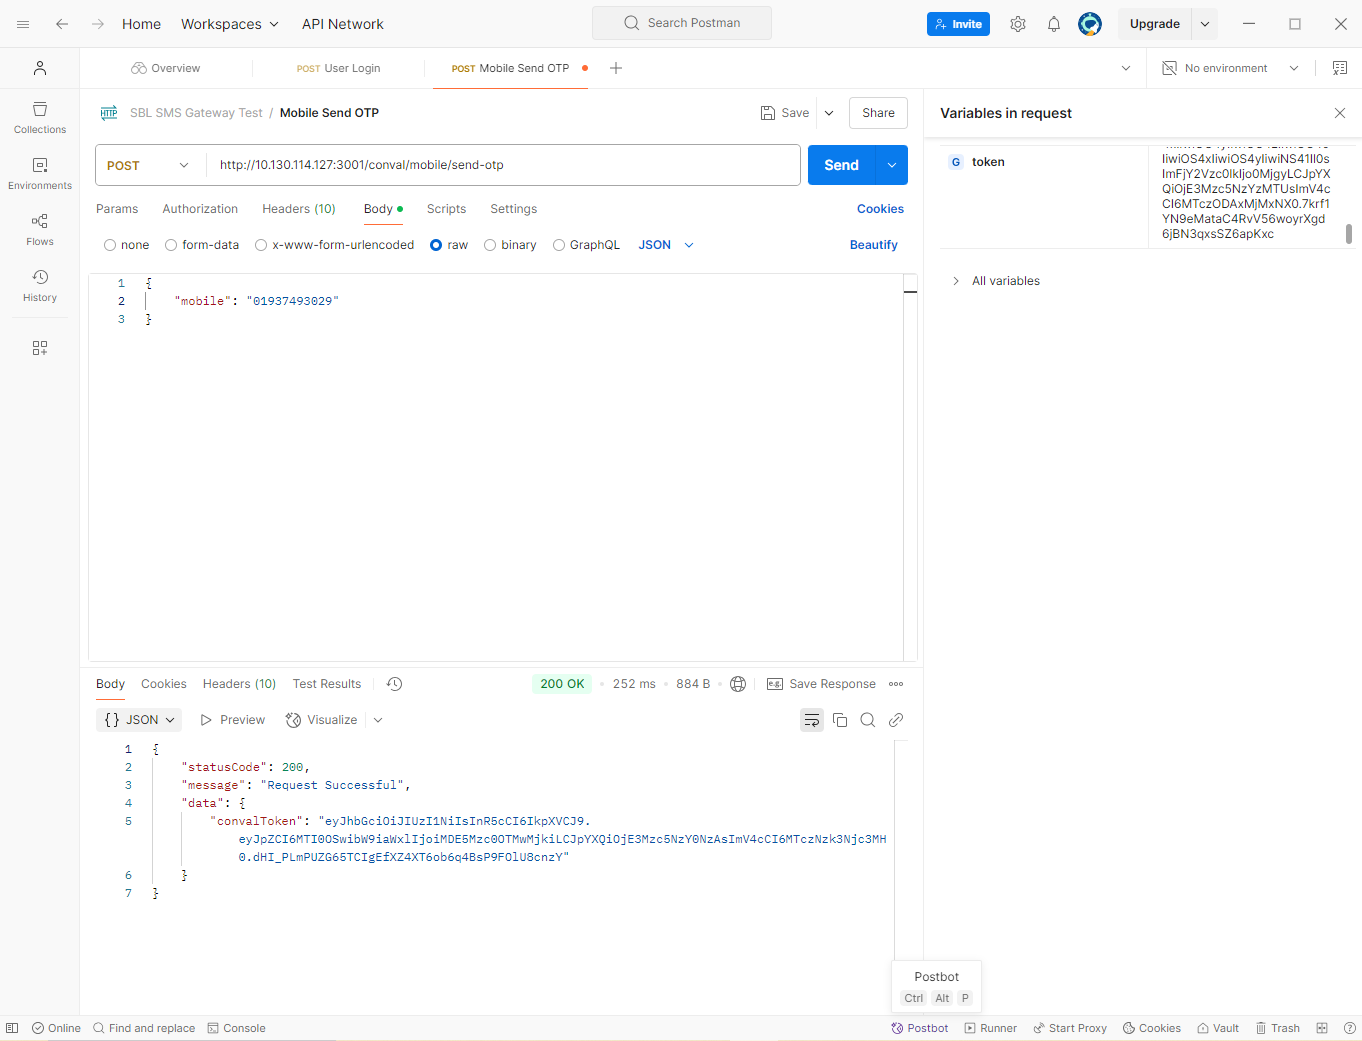 Home Workspaces API Network Search Postman Invite Upgrade
Overview POST User Login POST Mobile Send OTP No environment
Collections
Environments
Flows
History
HTTP SBL SMS Gateway Test / Mobile Send OTP Save Share
POST http://10.130.114.127:3001/conval/mobile/send-otp Send
Params Authorization Headers (10) Body Scripts Settings Cookies
none form-data x-www-form-urlencoded raw binary GraphQL JSON Beautify
1 {
2 "mobile": "01937493029"
3 }
Body Cookies Headers (10) Test Results 200 OK 252 ms 884 B e.g. Save Response
{} JSON Preview Visualize
1 {
2 "statusCode": 200,
3 "message": "Request Successful",
4 "data": {
5 "convalToken": "eyJhbGciOiJIUzI1NiIsInR5cCI6IkpXVCJ9.
eyJpZCI6MTI0OSwibW9iaWxlIjoiMDE5Mzc0OTMwMjkiLCJpYXQiOjE3Mzc5NzY0NzAsImV4cCI6MTczNzk3Njc3MH
0.dHI_PLmPUZG65TCIgEfXZ4XT6ob6q4BsP9FOlU8cnzY"
6 }
7 }
Variables in request
G token
IiwiOS4xIiwiOS4yIiwiNS41Il0s
ImFjY2Vzc0lkIjo0MjgyLCJpYX
QiOjE3Mzc5NzYzMTUsImV4c
CI6MTczODAxMjMxNX0.7krf1
YN9eMataC4RvV56woyrXgd
6jBN3qxsSZ6apKxc
All variables
Postbot
Ctrl Alt P
Online Find and replace Console Postbot Runner Start Proxy Cookies Vault Trash